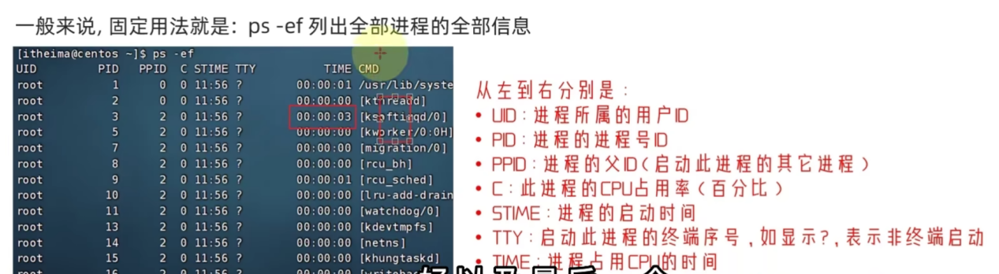 一般来说, 固定用法就是：ps -ef 列出全部进程的全部信息
[itheima@centos ~]$ ps -ef
UID PID PPID C STIME TTY TIME CMD
root 1 0 0 11:56 ? 00:00:01 /usr/lib/syste
root 2 0 0 11:56 ? 00:00:00 [kthreadd]
root 3 2 0 11:56 ? 00:00:03 [ksoftirqd/0]
root 5 2 0 11:56 ? 00:00:00 [kworker/0:0H]
root 7 2 0 11:56 ? 00:00:00 [migration/0]
root 8 2 0 11:56 ? 00:00:00 [rcu_bh]
root 9 2 0 11:56 ? 00:00:01 [rcu_sched]
root 10 2 0 11:56 ? 00:00:00 [lru-add-drain
root 11 2 0 11:56 ? 00:00:00 [watchdog/0]
root 13 2 0 11:56 ? 00:00:00 [kdevtmpfs]
root 14 2 0 11:56 ? 00:00:00 [netns]
root 15 2 0 11:56 ? 00:00:00 [khungtaskd]
从左到右分别是：
• UID：进程所属的用户ID
• PID：进程的进程号ID
• PPID：进程的父ID（启动此进程的其它进程）
• C：此进程的CPU占用率（百分比）
• STIME：进程的启动时间
• TTY：启动此进程的终端序号，如显示?，表示非终端启动
• TIME：进程占用CPU的时间